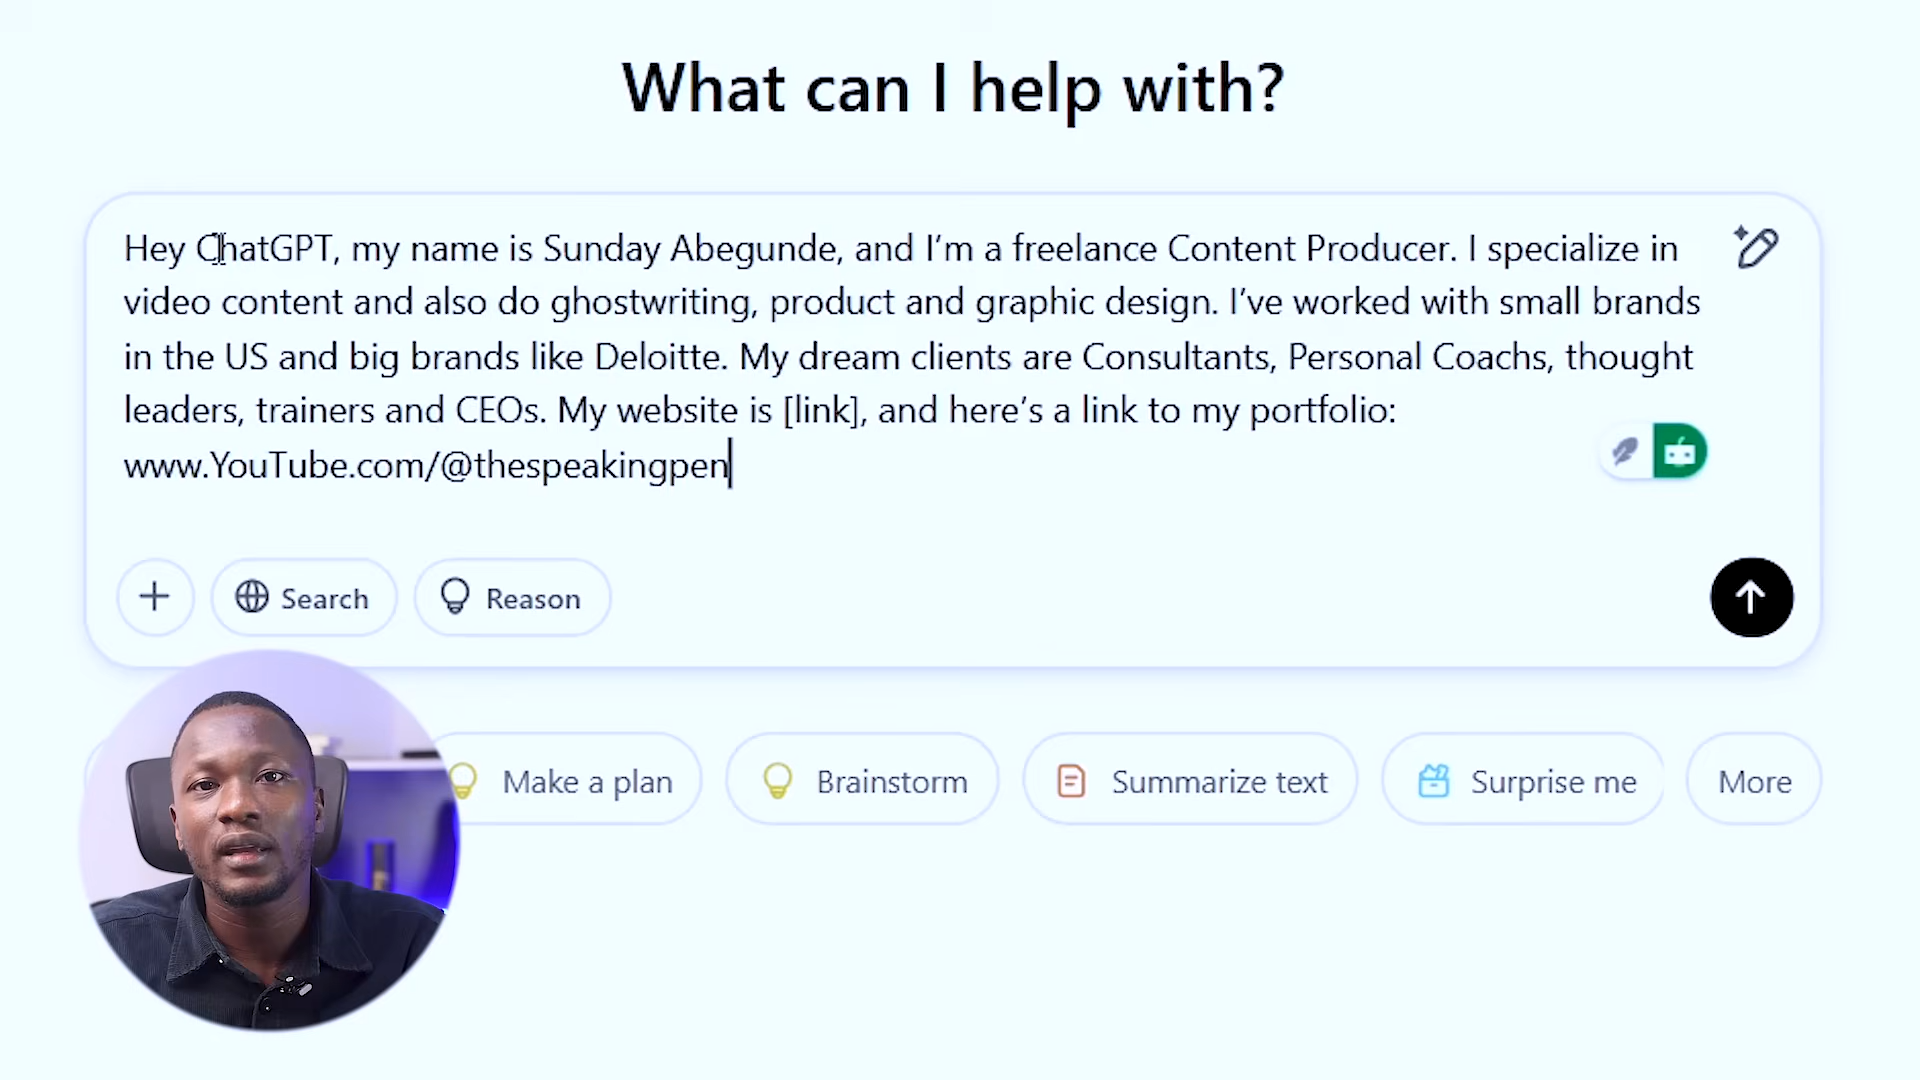 What can I help with?
Hey ChatGPT, my name is Sunday Abegunde, and I’m a freelance Content Producer. I specialize in
video content and also do ghostwriting, product and graphic design. I’ve worked with small brands
in the US and big brands like Deloitte. My dream clients are Consultants, Personal Coachs, thought
leaders, trainers and CEOs. My website is [link], and here’s a link to my portfolio:
www.YouTube.com/@thespeakingpen
Search
Reason
Make a plan
Brainstorm
Summarize text
Surprise me
More